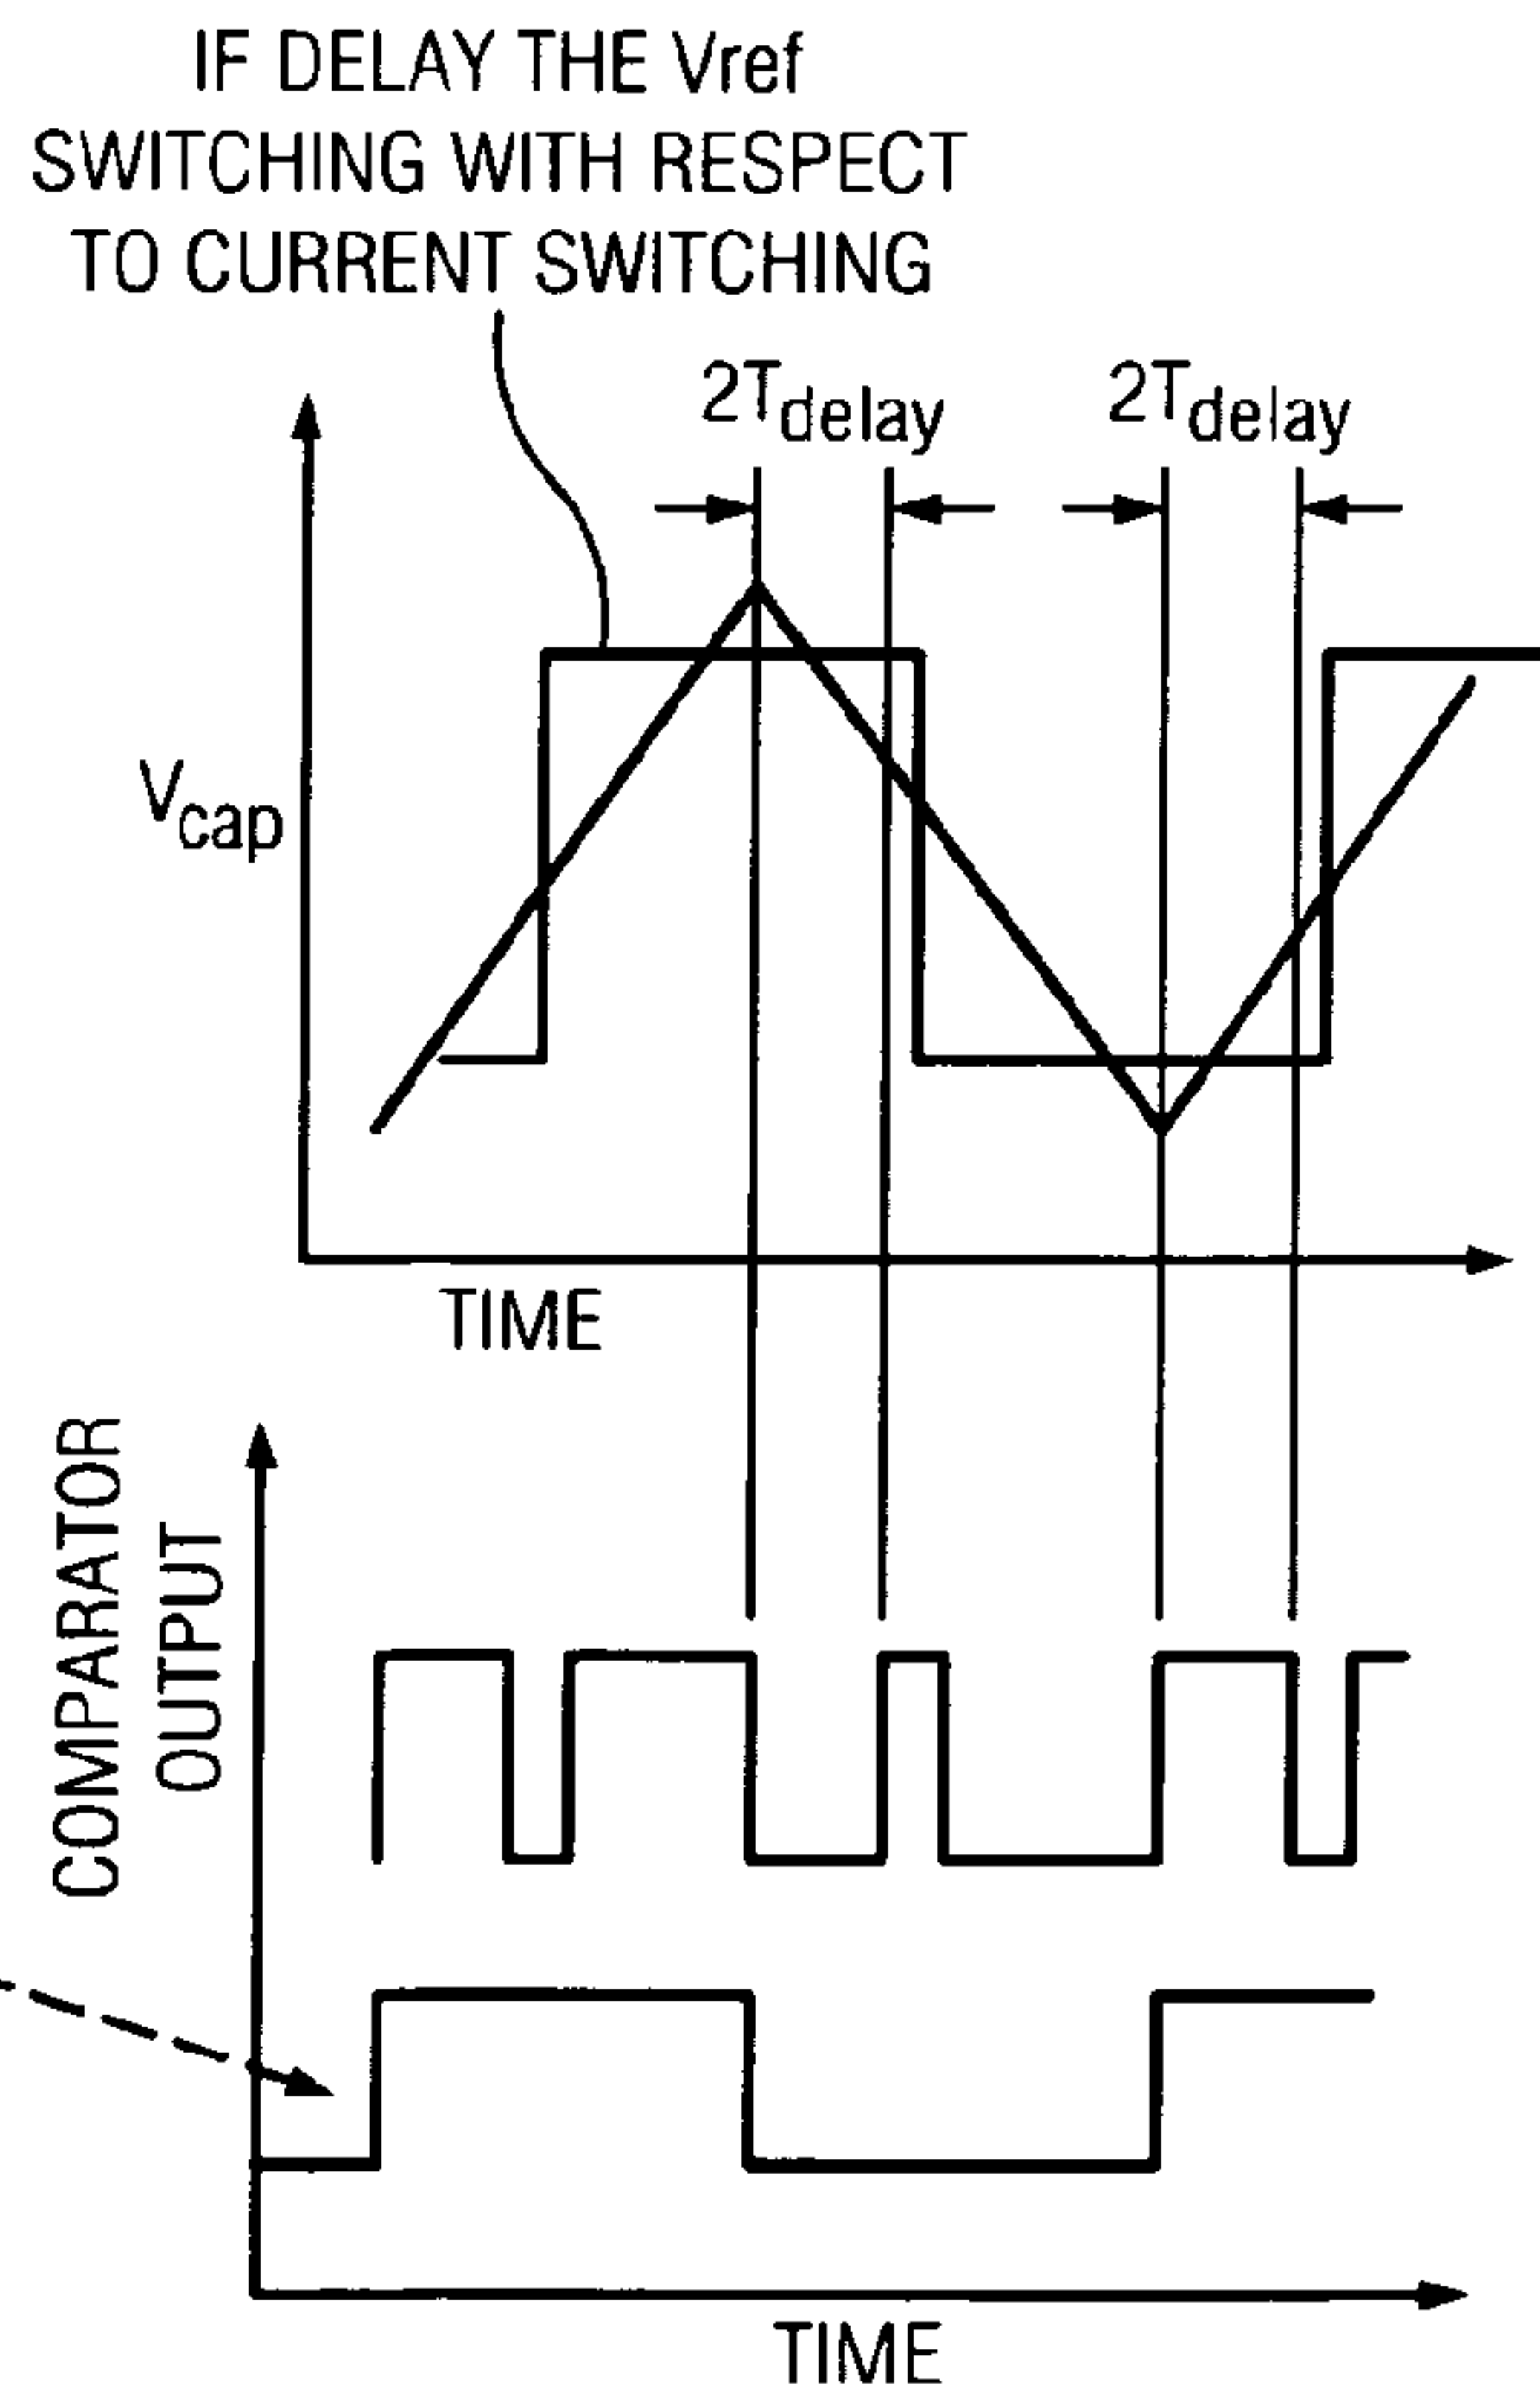 IF DELAY THE Vref
SWITCHING WITH RESPECT
TO CURRENT SWITCHING
2Tdelay
2Tdelay
Vcap
TIME
COMPARATOR
OUTPUT
TIME